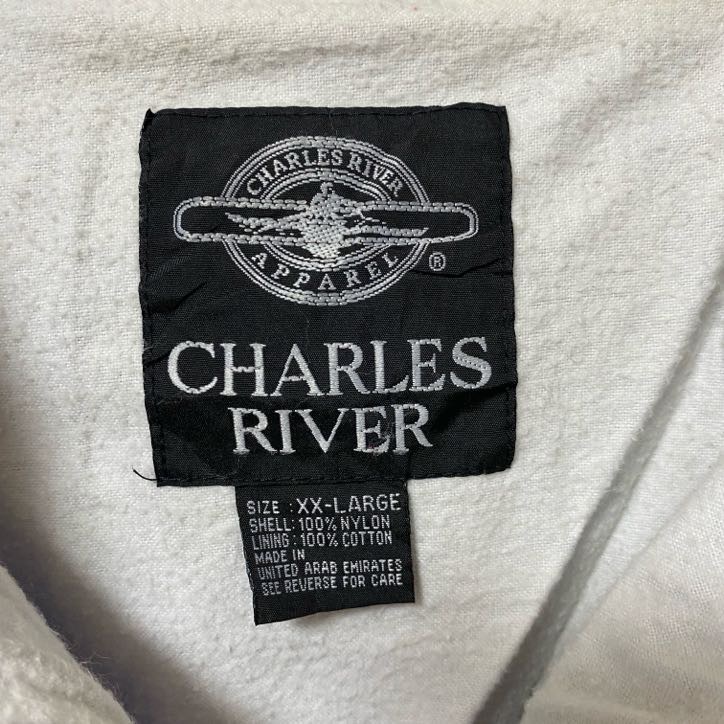 CHARLES RIVER
APPAREL
®
CHARLES
RIVER
SIZE : XX-LARGE
SHELL: 100% NYLON
LINING: 100% COTTON
MADE IN
UNITED ARAB EMIRATES
SEE REVERSE FOR CARE